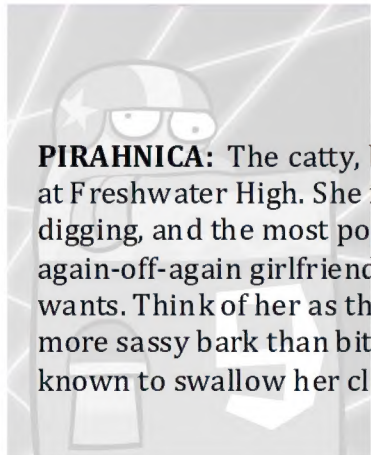 PIRAHNICA: The catty,
at Freshwater High. She
digging, and the most po
again-off-again girlfriend
wants. Think of her as th
more sassy bark than bit
known to swallow her cl